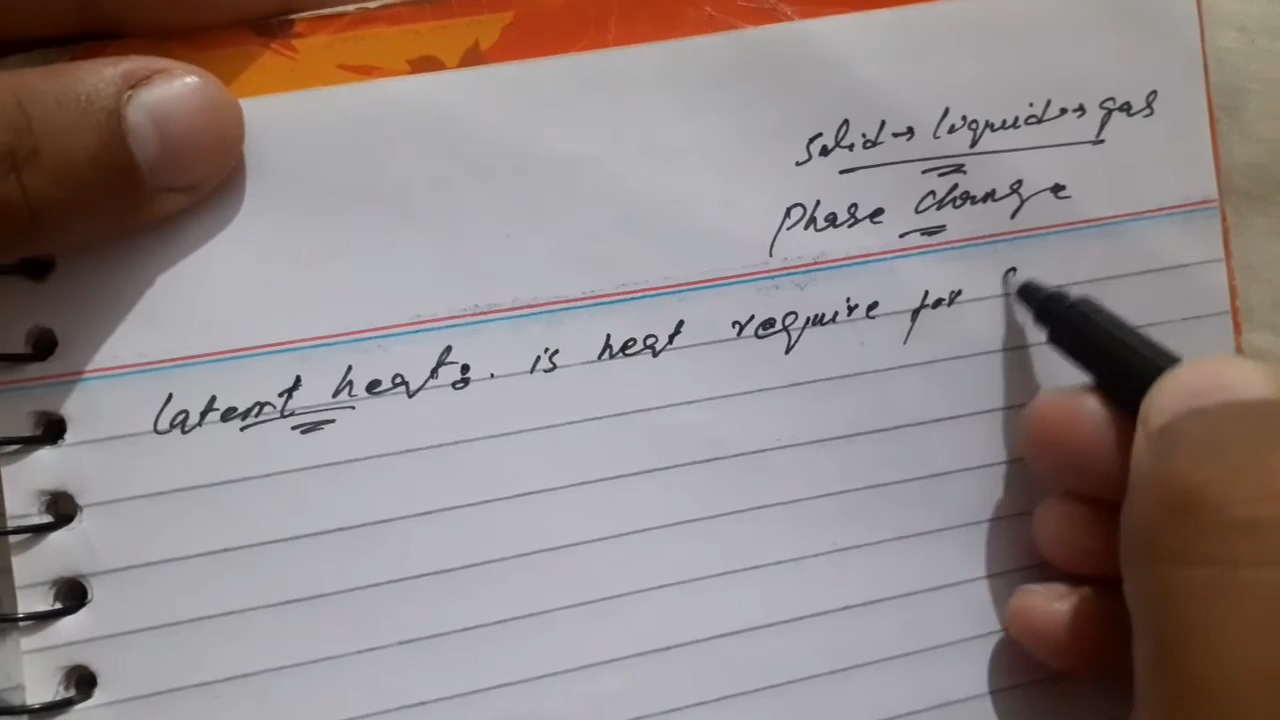 Solid → liquid → gas
Phase change
latent heat: is heat require for